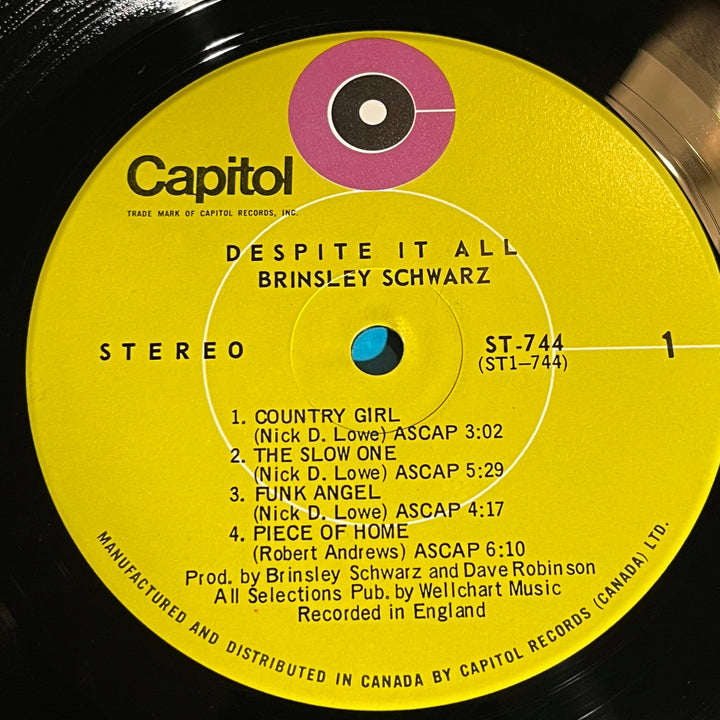 Capitol
TRADE MARK OF CAPITOL RECORDS, INC.
DESPITE IT ALL
BRINSLEY SCHWARZ
STEREO
ST-744
(ST1-744)
1
1. COUNTRY GIRL
(Nick D. Lowe) ASCAP 3:02
2. THE SLOW ONE
(Nick D. Lowe) ASCAP 5:29
3. FUNK ANGEL
(Nick D. Lowe) ASCAP 4:17
4. PIECE OF HOME
(Robert Andrews) ASCAP 6:10
Prod. by Brinsley Schwarz and Dave Robinson
All Selections Pub. by Wellchart Music
Recorded in England
MANUFACTURED AND DISTRIBUTED IN CANADA BY CAPITOL RECORDS (CANADA) LTD.